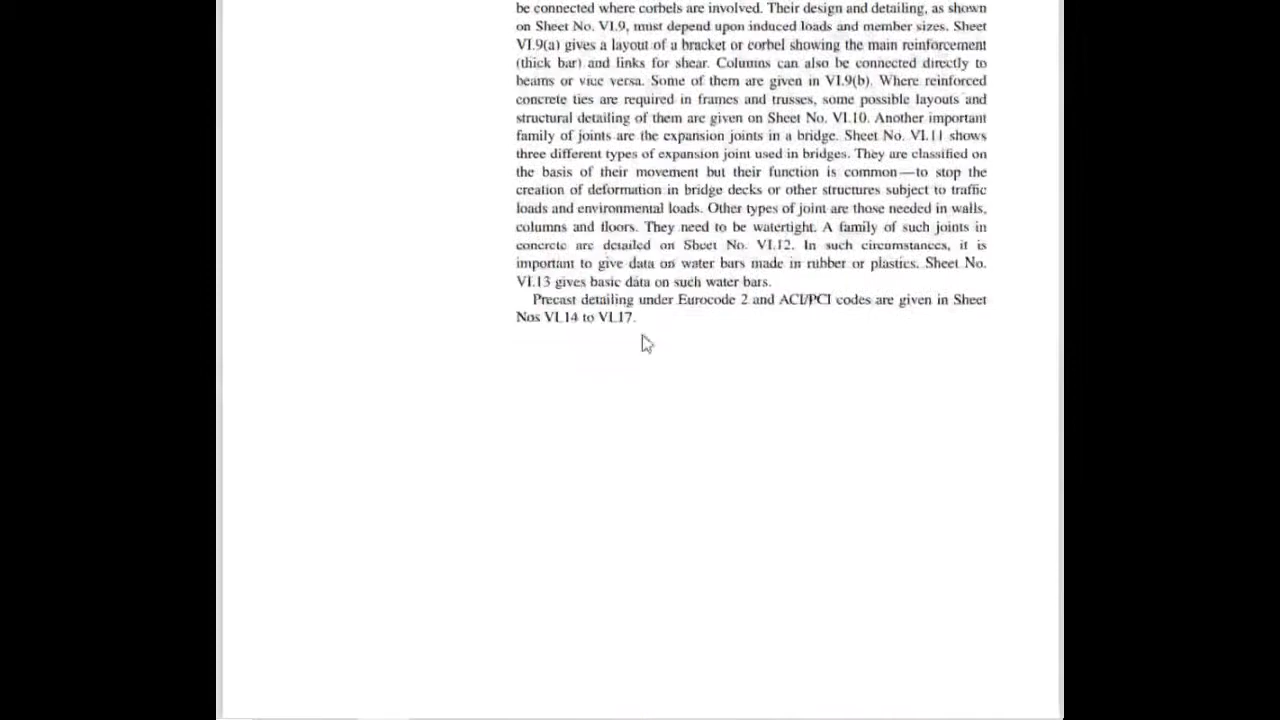 be connected where corbels are involved. Their design and detailing, as shown
on Sheet No. VI.9, must depend upon induced loads and member sizes. Sheet
VI.9(a) gives a layout of a bracket or corbel showing the main reinforcement
(thick bar) and links for shear. Columns can also be connected directly to
beams or vice versa. Some of them are given in VI.9(b). Where reinforced
concrete ties are required in frames and trusses, some possible layouts and
structural detailing of them are given on Sheet No. VI.10. Another important
family of joints are the expansion joints in a bridge. Sheet No. VI.11 shows
three different types of expansion joint used in bridges. They are classified on
the basis of their movement but their function is common—to stop the
creation of deformation in bridge decks or other structures subject to traffic
loads and environmental loads. Other types of joint are those needed in walls,
columns and floors. They need to be watertight. A family of such joints in
concrete are detailed on Sheet No. VI.12. In such circumstances, it is
important to give data on water bars made in rubber or plastics. Sheet No.
VI.13 gives basic data on such water bars.
Precast detailing under Eurocode 2 and ACI/PCI codes are given in Sheet
Nos VI.14 to VI.17.